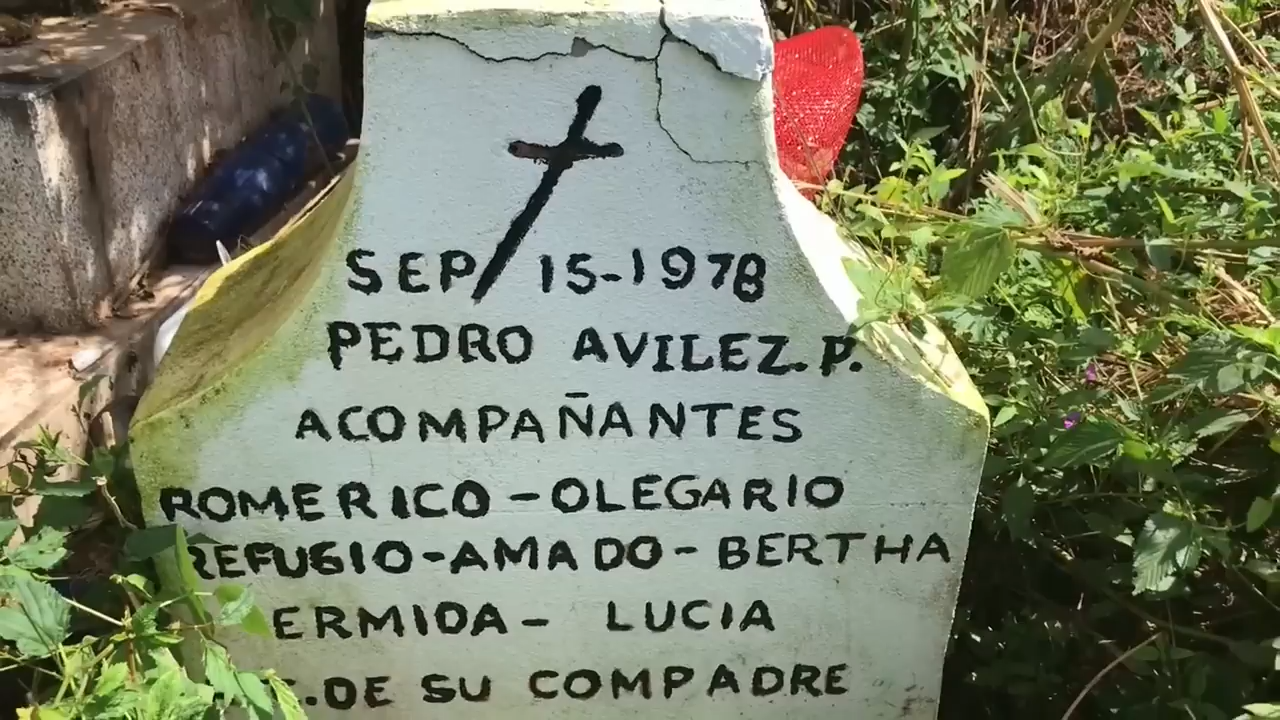 SEP 15-1978
PEDRO AVILEZ.P.
ACOMPAÑANTES
ROMERICO-OLEGARIO
REFUGIO-AMADO-BERTHA
ERMIDA- LUCIA
.DE SU COMPADRE